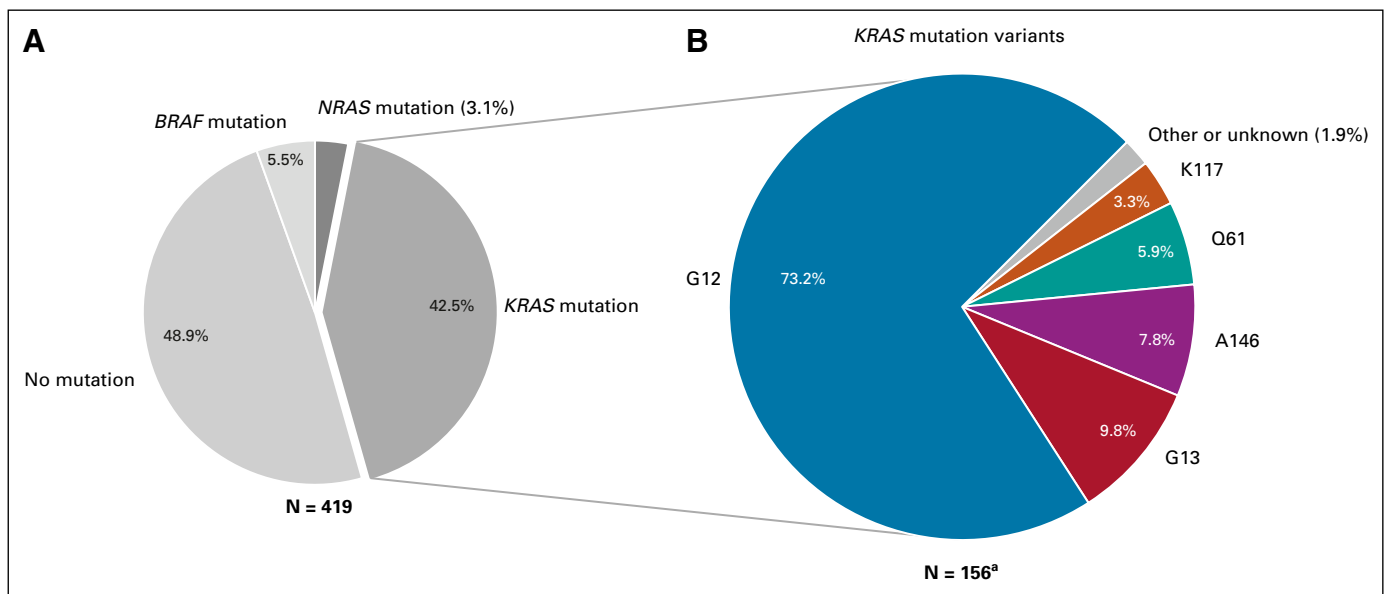 A
B
KRAS mutation variants
NRAS mutation (3.1%)
BRAF mutation
5.5%
42.5%
KRAS mutation
48.9%
No mutation
N = 419
Other or unknown (1.9%)
K117
3.3%
Q61
5.9%
G12
73.2%
7.8%
A146
9.8%
G13
N = 156a